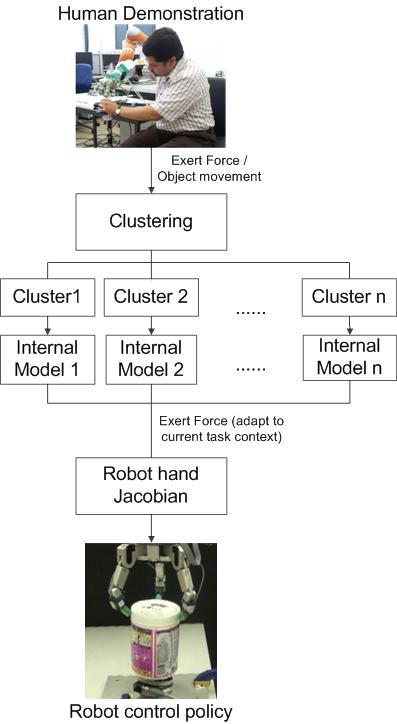 Human Demonstration
Exert Force /
Object movement
Clustering
Cluster1
Cluster 2
......
Cluster n
Internal
Model 1
Internal
Model 2
......
Internal
Model n
Exert Force (adapt to
current task context)
Robot hand
Jacobian
Robot control policy